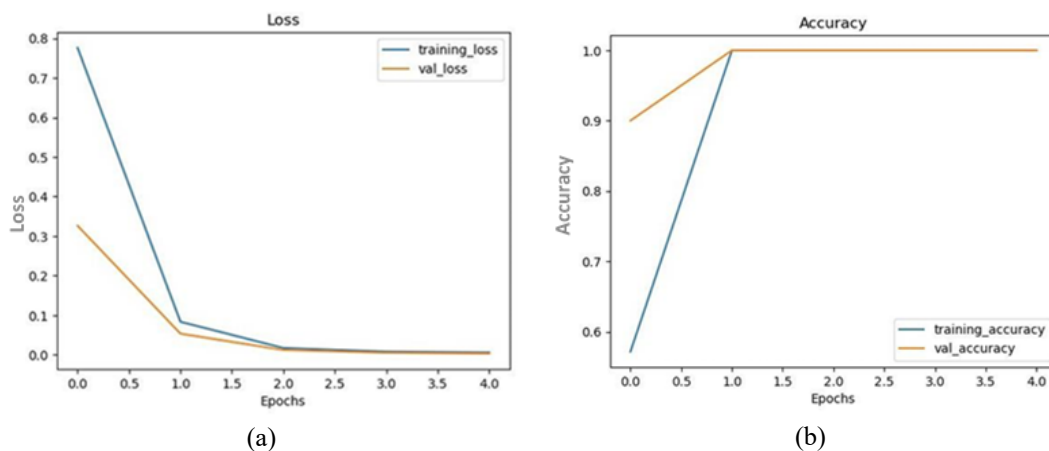 Loss
0.8
0.7
0.6
0.5
0.4
0.3
0.2
0.1
0.0
Loss
training_loss
val_loss
0.0 0.5 1.0 1.5 2.0 2.5 3.0 3.5 4.0
Epochs
(a)
Accuracy
1.0
0.9
0.8
0.7
0.6
Accuracy
training_accuracy
val_accuracy
0.0 0.5 1.0 1.5 2.0 2.5 3.0 3.5 4.0
Epochs
(b)